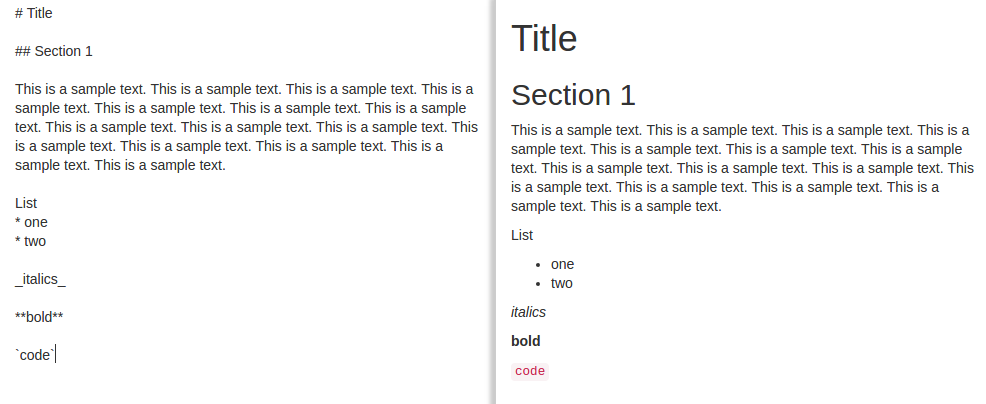 # Title
## Section 1
This is a sample text. This is a sample text. This is a sample text. This is a
sample text. This is a sample text. This is a sample text. This is a sample
text. This is a sample text. This is a sample text. This is a sample text. This
is a sample text. This is a sample text. This is a sample text. This is a
sample text. This is a sample text.
List
* one
* two
_italics_
**bold**
`code`
Title
Section 1
This is a sample text. This is a sample text. This is a sample text. This is a
sample text. This is a sample text. This is a sample text. This is a sample
text. This is a sample text. This is a sample text. This is a sample text. This
is a sample text. This is a sample text. This is a sample text. This is a
sample text. This is a sample text.
List
• one
• two
italics
bold
code